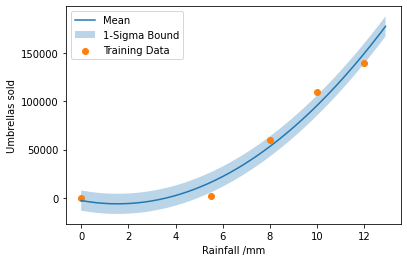 Mean
1-Sigma Bound
Training Data
Umbrellas sold
150000
100000
50000
0
0 2 4 6 8 10 12
Rainfall /mm